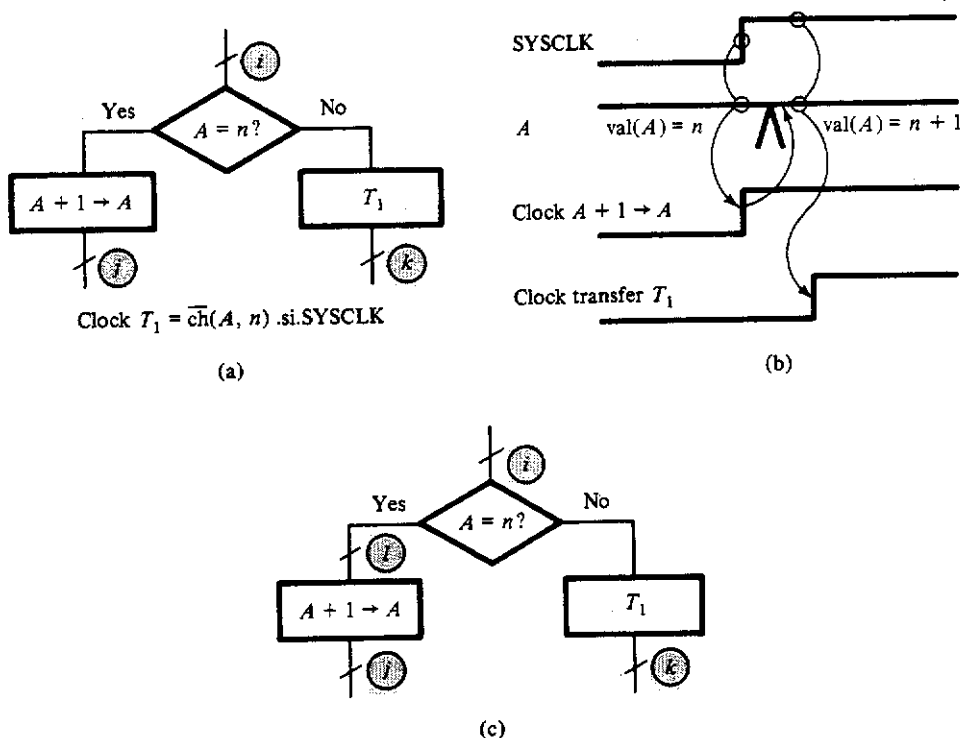 i
Yes
No
A = n?
A + 1 → A
T₁
j
k
Clock T₁ = c̅h̅(A, n) .si.SYSCLK
(a)
SYSCLK
A
val(A) = n
val(A) = n + 1
Clock A + 1 → A
Clock transfer T₁
(b)
i
Yes
No
A = n?
l
A + 1 → A
T₁
j
k
(c)